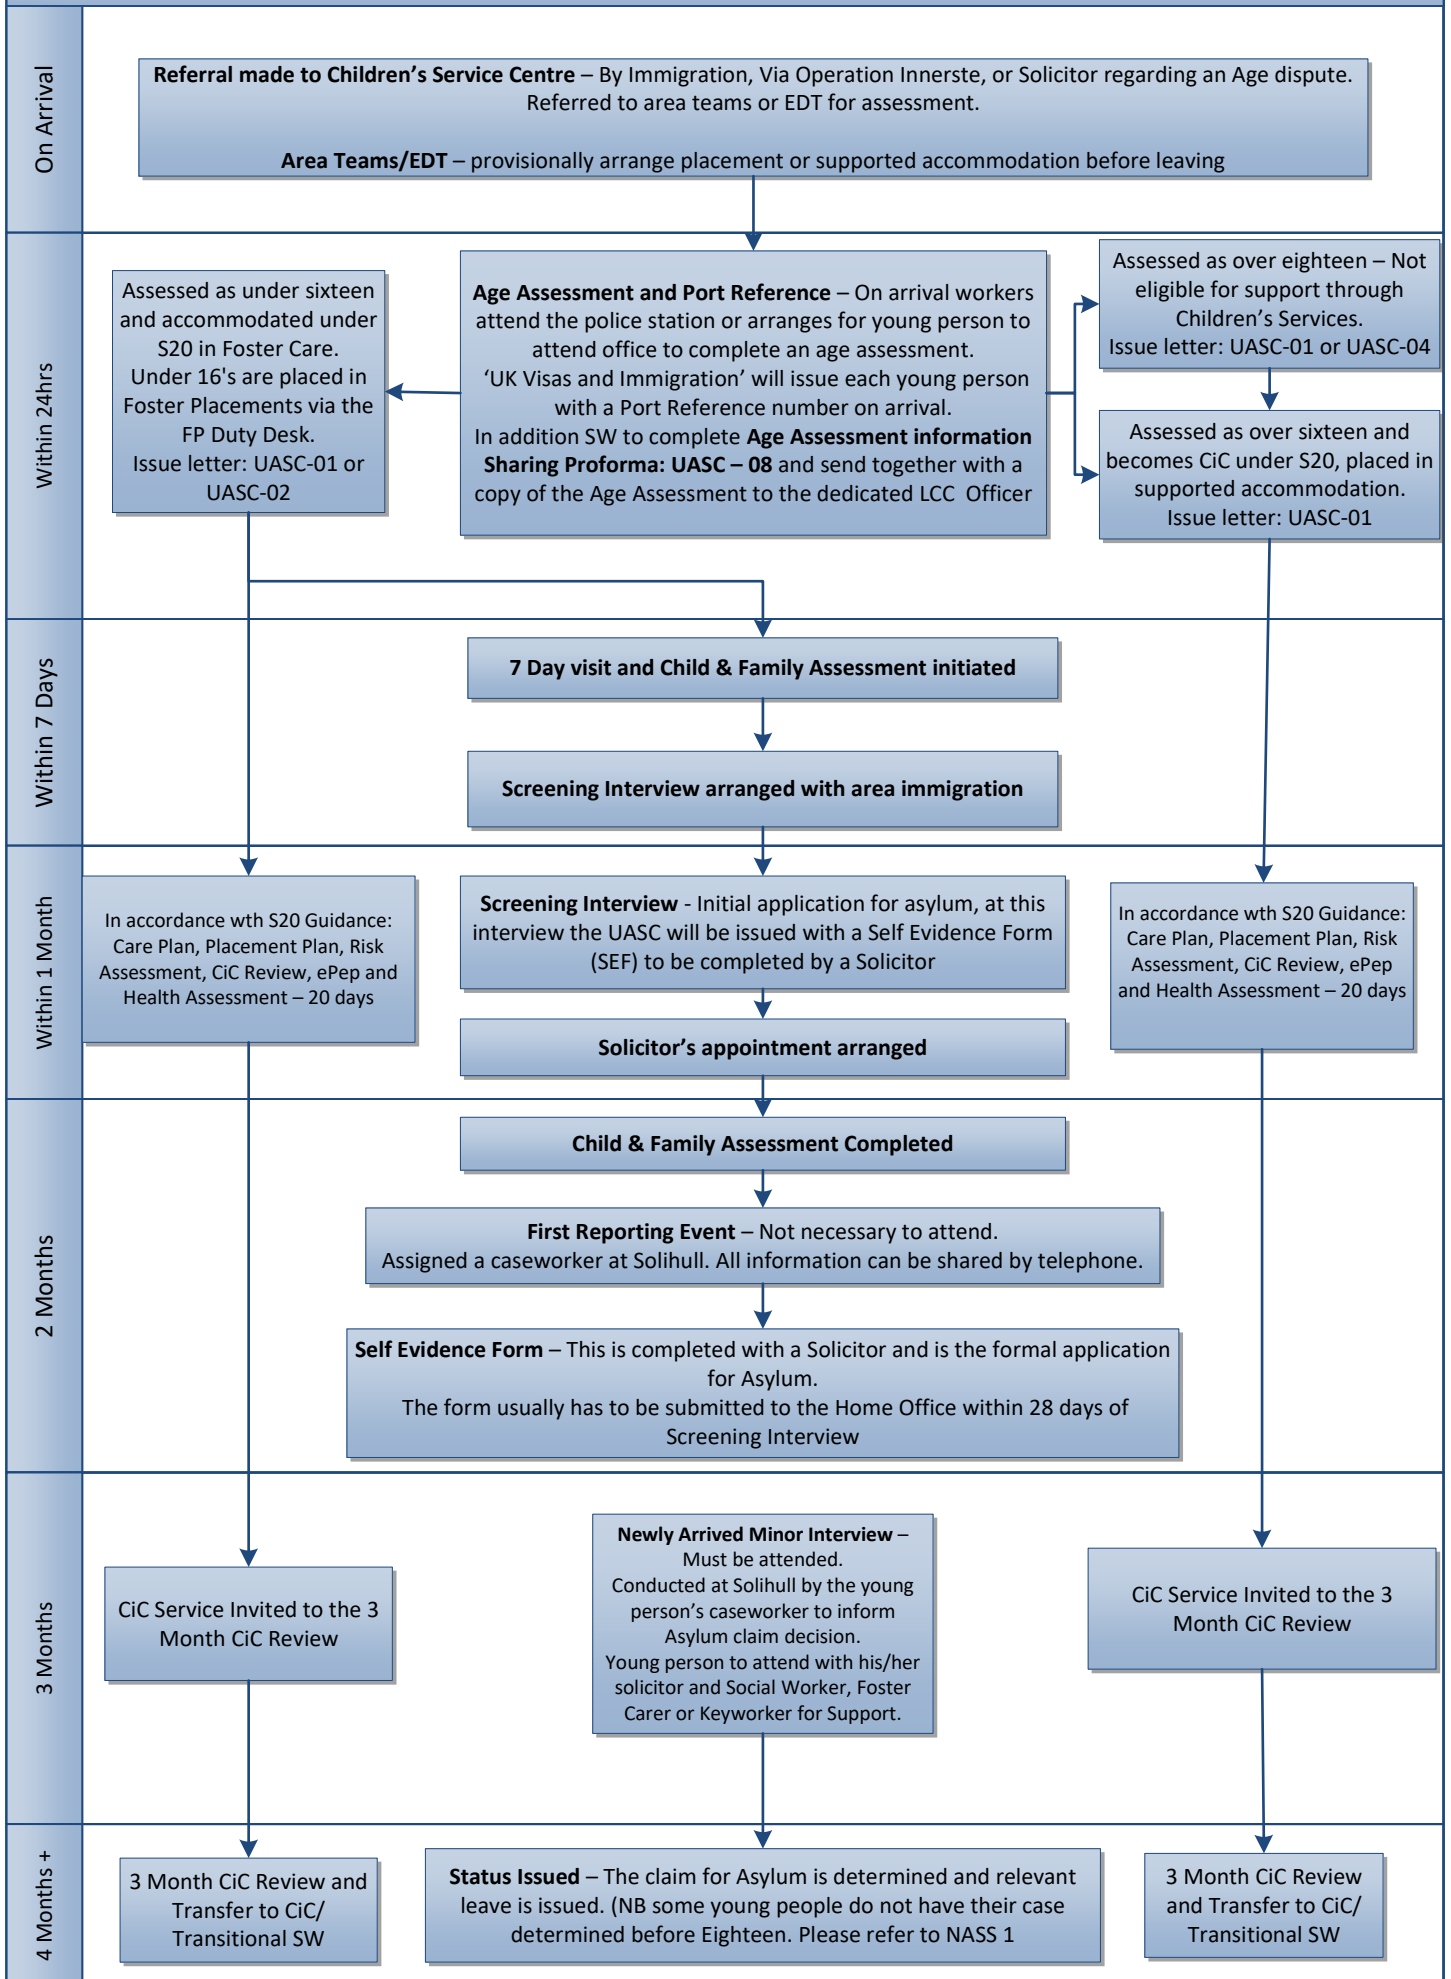 On Arrival
Referral made to Children's Service Centre – By Immigration, Via Operation Innerste, or Solicitor regarding an Age dispute.
Referred to area teams or EDT for assessment.
Area Teams/EDT – provisionally arrange placement or supported accommodation before leaving
Within 24hrs
Assessed as under sixteen
and accommodated under
S20 in Foster Care.
Under 16's are placed in
Foster Placements via the
FP Duty Desk.
Issue letter: UASC-01 or
UASC-02
Age Assessment and Port Reference – On arrival workers
attend the police station or arranges for young person to
attend office to complete an age assessment.
‘UK Visas and Immigration’ will issue each young person
with a Port Reference number on arrival.
In addition SW to complete Age Assessment information
Sharing Proforma: UASC – 08 and send together with a
copy of the Age Assessment to the dedicated LCC Officer
Assessed as over eighteen – Not
eligible for support through
Children’s Services.
Issue letter: UASC-01 or UASC-04
Assessed as over sixteen and
becomes CiC under S20, placed in
supported accommodation.
Issue letter: UASC-01
Within 7 Days
7 Day visit and Child & Family Assessment initiated
Screening Interview arranged with area immigration
Within 1 Month
In accordance wth S20 Guidance:
Care Plan, Placement Plan, Risk
Assessment, CiC Review, ePep and
Health Assessment – 20 days
Screening Interview - Initial application for asylum, at this
interview the UASC will be issued with a Self Evidence Form
(SEF) to be completed by a Solicitor
Solicitor’s appointment arranged
In accordance wth S20 Guidance:
Care Plan, Placement Plan, Risk
Assessment, CiC Review, ePep
and Health Assessment – 20 days
2 Months
Child & Family Assessment Completed
First Reporting Event – Not necessary to attend.
Assigned a caseworker at Solihull. All information can be shared by telephone.
Self Evidence Form – This is completed with a Solicitor and is the formal application
for Asylum.
The form usually has to be submitted to the Home Office within 28 days of
Screening Interview
3 Months
CiC Service Invited to the 3
Month CiC Review
Newly Arrived Minor Interview –
Must be attended.
Conducted at Solihull by the young
person’s caseworker to inform
Asylum claim decision.
Young person to attend with his/her
solicitor and Social Worker, Foster
Carer or Keyworker for Support.
CiC Service Invited to the 3
Month CiC Review
4 Months +
3 Month CiC Review and
Transfer to CiC/
Transitional SW
Status Issued – The claim for Asylum is determined and relevant
leave is issued. (NB some young people do not have their case
determined before Eighteen. Please refer to NASS 1
3 Month CiC Review
and Transfer to CiC/
Transitional SW